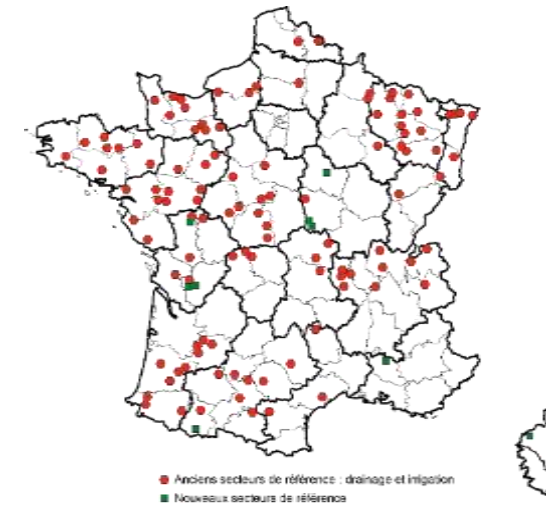 Anciens secteurs de référence : drainage et irrigation
Nouveaux secteurs de référence